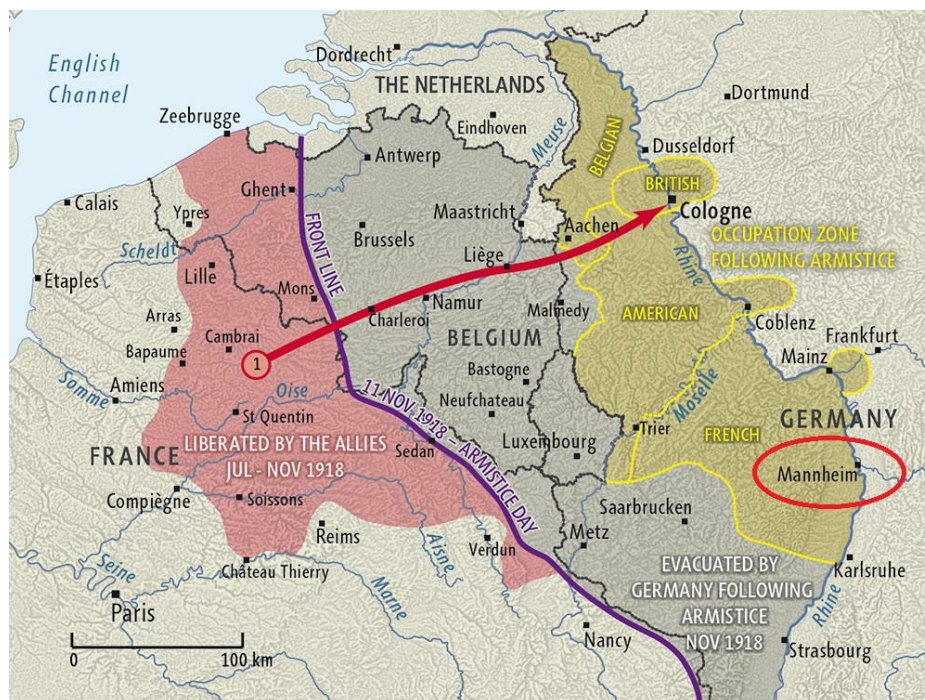 English
Channel
Dordrecht
THE NETHERLANDS
Dortmund
Zeebrugge
Eindhoven
Meuse
BELGIAN
Dusseldorf
Antwerp
Ghent
BRITISH
Calais
Ypres
Maastricht
Cologne
Aachen
Brussels
FRONT LINE
OCCUPATION ZONE
FOLLOWING ARMISTICE
Scheldt
Lille
Liège
Rhine
Étaples
Mons
Namur
Malmedy
AMERICAN
Arras
Charleroi
Coblenz
Cambrai
BELGIUM
Frankfurt
Bapaume
1
Mainz
Bastogne
Somme
Amiens
Oise
Neufchateau
Moselle
St Quentin
11 NOV 1918 – ARMISTICE DAY
GERMANY
Trier
FRENCH
LIBERATED BY THE ALLIES
JUL - NOV 1918
Sedan
Luxembourg
FRANCE
Mannheim
Compiègne
Soissons
Saarbrucken
Reims
Metz
Aisne
Verdun
EVACUATED BY
GERMANY FOLLOWING
ARMISTICE
NOV 1918
Karlsruhe
Château Thierry
Seine
Marne
Rhine
Paris
Nancy
Strasbourg
0
100 km